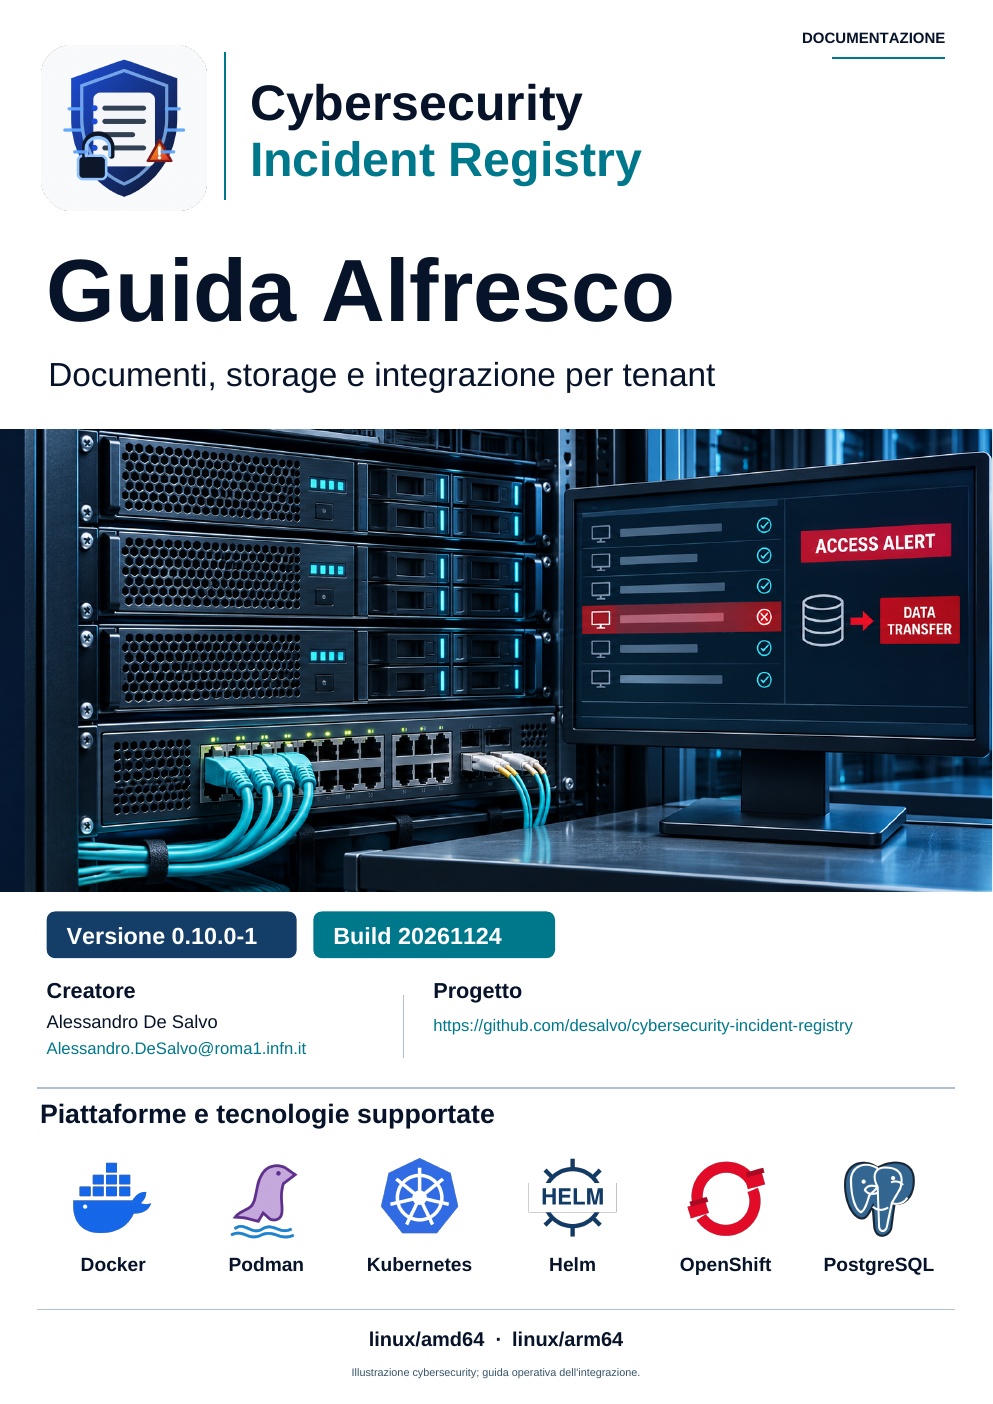 DOCUMENTAZIONE
Cybersecurity
Incident Registry
Guida Alfresco
Documenti, storage e integrazione per tenant
ACCESS ALERT
DATA
TRANSFER
Versione 0.10.0-1
Build 20261124
Creatore
Alessandro De Salvo
Alessandro.DeSalvo@roma1.infn.it
Progetto
https://github.com/desalvo/cybersecurity-incident-registry
Piattaforme e tecnologie supportate
HELM
Docker
Podman
Kubernetes
Helm
OpenShift
PostgreSQL
linux/amd64 · linux/arm64
Illustrazione cybersecurity; guida operativa dell'integrazione.